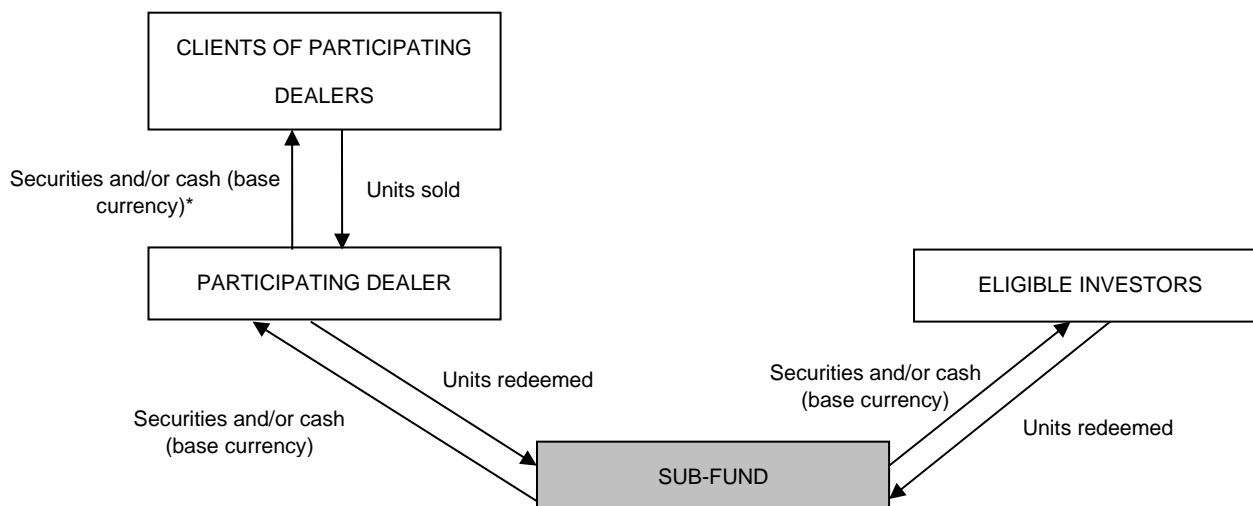 CLIENTS OF PARTICIPATING
DEALERS
Securities and/or cash (base
currency)*
Units sold
PARTICIPATING DEALER
ELIGIBLE INVESTORS
Units redeemed
Securities and/or cash
(base currency)
Securities and/or cash
(base currency)
Units redeemed
SUB-FUND